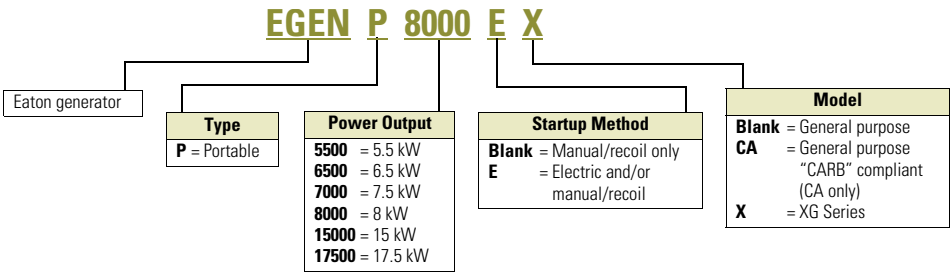 EGEN P 8000 E X
Eaton generator
Type
P = Portable
Power Output
5500 = 5.5 kW
6500 = 6.5 kW
7000 = 7.5 kW
8000 = 8 kW
15000 = 15 kW
17500 = 17.5 kW
Startup Method
Blank = Manual/recoil only
E = Electric and/or
manual/recoil
Model
Blank = General purpose
CA = General purpose
“CARB” compliant
(CA only)
X = XG Series